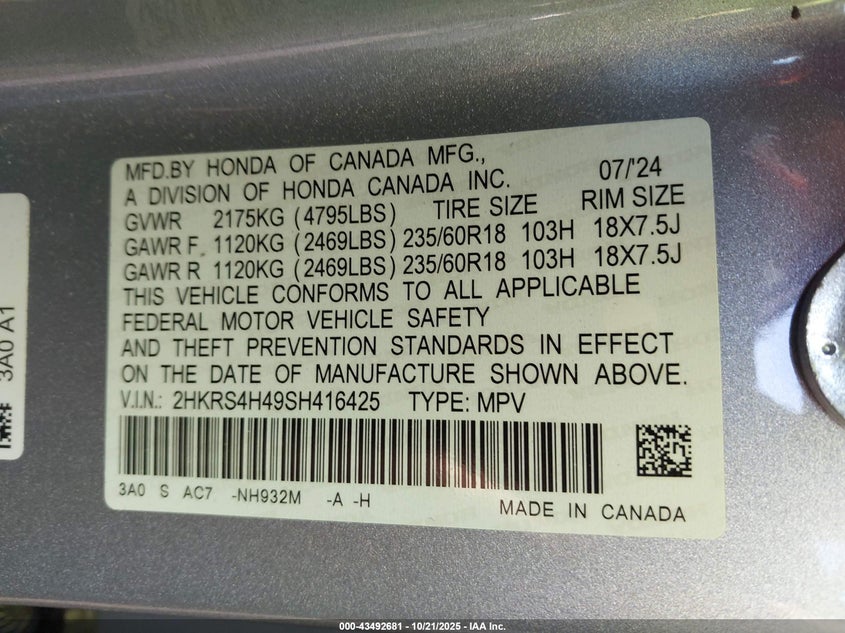 MFD.BY HONDA OF CANADA MFG.,
A DIVISION OF HONDA CANADA INC. 07/'24
GVWR 2175KG (4795LBS) TIRE SIZE RIM SIZE
GAWR F 1120KG (2469LBS) 235/60R18 103H 18X7.5J
GAWR R 1120KG (2469LBS) 235/60R18 103H 18X7.5J
THIS VEHICLE CONFORMS TO ALL APPLICABLE
FEDERAL MOTOR VEHICLE SAFETY
AND THEFT PREVENTION STANDARDS IN EFFECT
ON THE DATE OF MANUFACTURE SHOWN ABOVE.
V.I.N.: 2HKRS4H49SH416425 TYPE: MPV
3A0 S AC7 -NH932M -A -H
MADE IN CANADA
3A0 A1
000-43492681 - 10/21/2025 - IAA Inc.